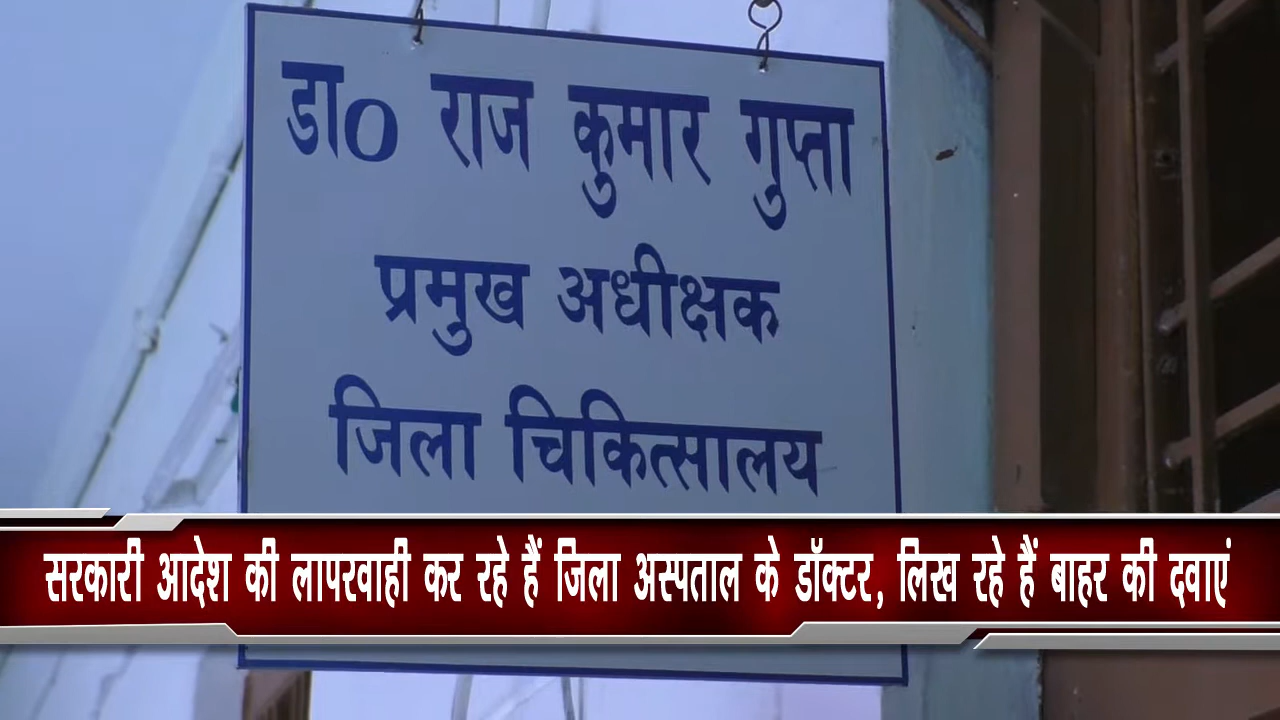 डा० राज कुमार गुप्ता
प्रमुख अधीक्षक
जिला चिकित्सालय
सरकारी आदेश की लापरवाही कर रहे हैं जिला अस्पताल के डॉक्टर, लिख रहे हैं बाहर की दवाएं